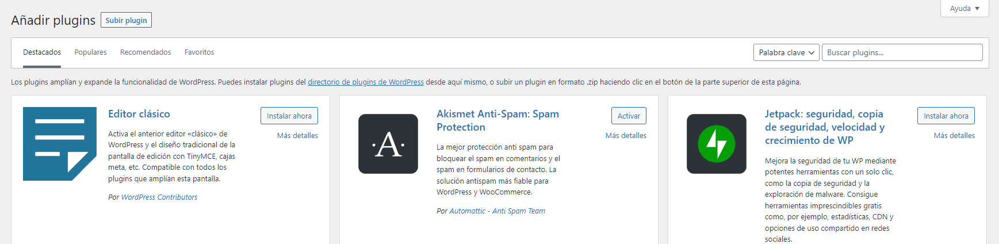 Ayuda ▼
Añadir plugins Subir plugin
Destacados Populares Recomendados Favoritos Palabra clave Buscar plugins...
Los plugins amplían y expande la funcionalidad de WordPress. Puedes instalar plugins del directorio de plugins de WordPress desde aquí mismo, o subir un plugin en formato .zip haciendo clic en el botón de la parte superior de esta página.
Editor clásico
Instalar ahora
Más detalles
Activa el anterior editor «clásico» de
WordPress y el diseño tradicional de la
pantalla de edición con TinyMCE, cajas
meta, etc. Compatible con todos los
plugins que amplían esta pantalla.
Por WordPress Contributors
·A·
Akismet Anti-Spam: Spam
Protection
Activar
Más detalles
La mejor protección anti spam para
bloquear el spam en comentarios y el
spam en formularios de contacto. La
solución antispam más fiable para
WordPress y WooCommerce.
Por Automattic - Anti Spam Team
Jetpack: seguridad, copia
de seguridad, velocidad y
crecimiento de WP
Instalar ahora
Más detalles
Mejora la seguridad de tu WP mediante
potentes herramientas con un solo clic,
como la copia de seguridad y la
exploración de malware. Consigue
herramientas imprescindibles gratis
como, por ejemplo, estadísticas, CDN y
opciones de uso compartido en redes
sociales.